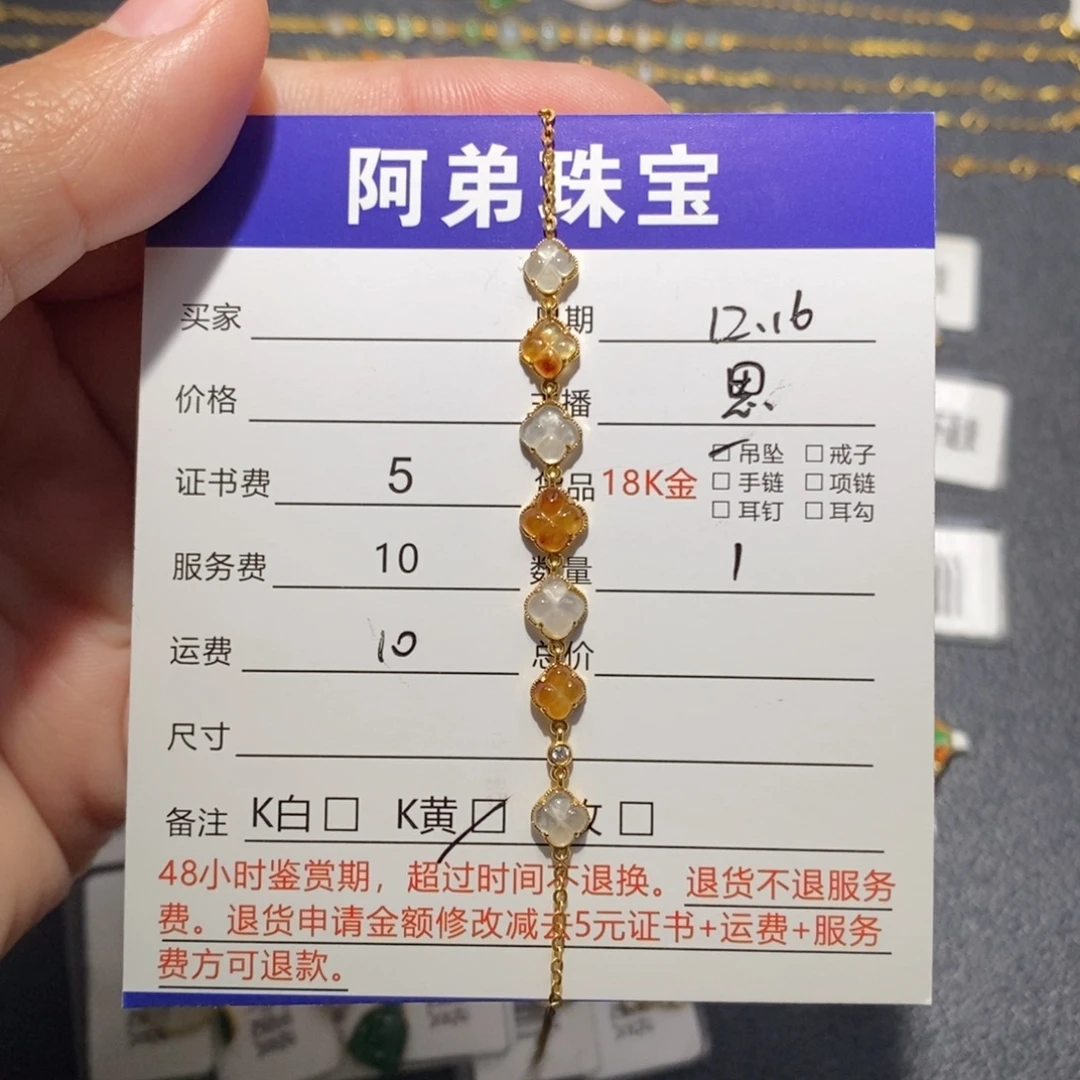 阿弟珠宝
买家 期 12.16
价格 播 思
证书费 5 品 18K金 吊坠 戒子
手链 项链
耳钉 耳勾
服务费 10 数量 1
运费 10 总价
尺寸
备注 K白 K黄
48小时鉴赏期，超过时间不退换。退货不退服务
费。退货申请金额修改减去5元证书+运费+服务
费方可退款。